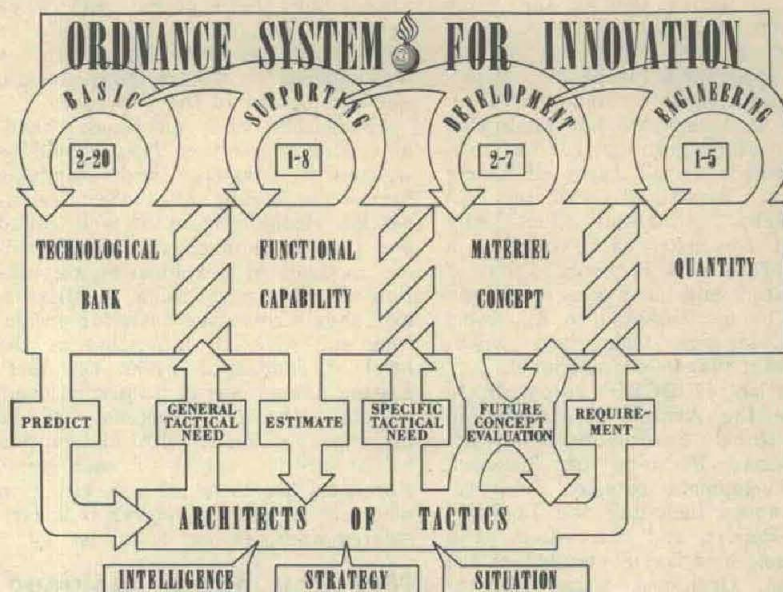 ORDNANCE SYSTEM FOR INNOVATION
BASIC
SUPPORTING
DEVELOPMENT
ENGINEERING
2-20
1-8
2-7
1-5
TECHNOLOGICAL
BANK
FUNCTIONAL
CAPABILITY
MATERIEL
CONCEPT
QUANTITY
PREDICT
GENERAL
TACTICAL
NEED
ESTIMATE
SPECIFIC
TACTICAL
NEED
FUTURE
CONCEPT
EVALUATION
REQUIRE-
MENT
ARCHITECTS OF TACTICS
INTELLIGENCE
STRATEGY
SITUATION